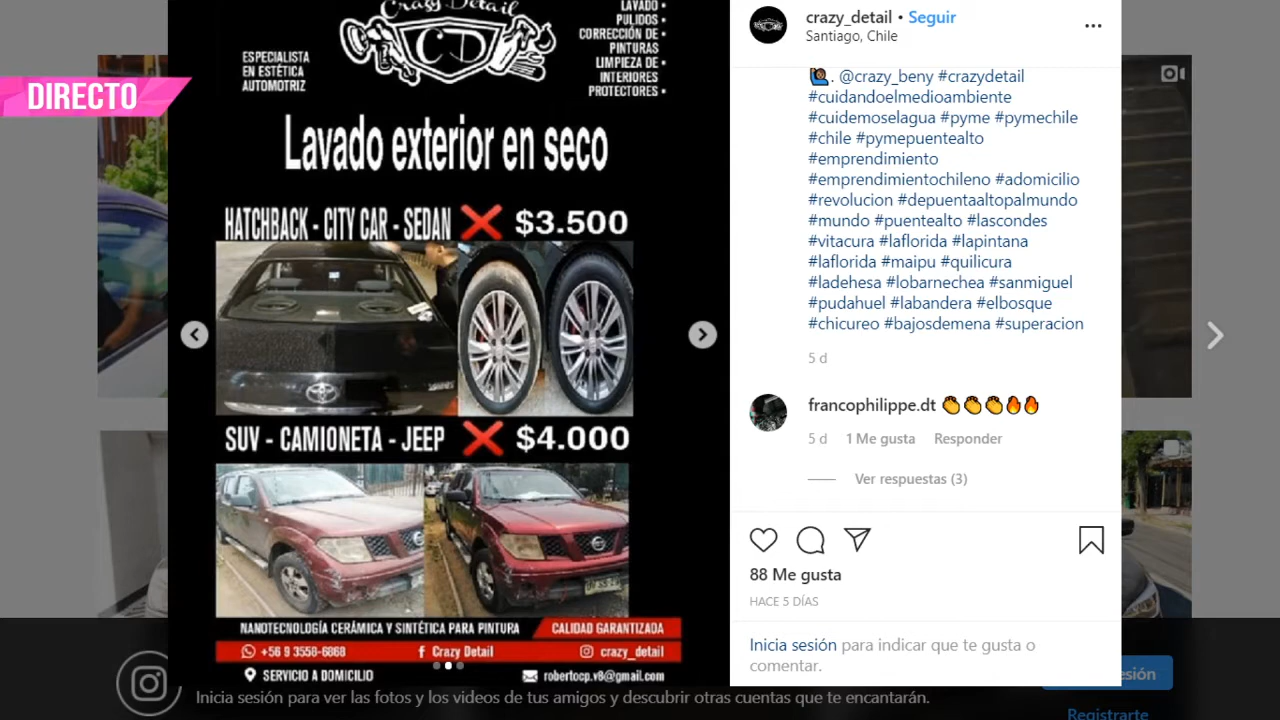 DIRECTO
Crazy Detail
CD
ESPECIALISTA
EN ESTÉTICA
AUTOMOTRIZ
LAVADO •
PULIDOS •
CORRECCIÓN DE •
PINTURAS
LIMPIEZA DE •
INTERIORES
PROTECTORES •
Lavado exterior en seco
HATCHBACK - CITY CAR - SEDAN ❌ $3.500
SUV - CAMIONETA - JEEP ❌ $4.000
NANOTECNOLOGÍA CERÁMICA Y SINTÉTICA PARA PINTURA
CALIDAD GARANTIZADA
+56 9 3558-6868 Crazy Detail crazy_detail
SERVICIO A DOMICILIO robertocp.v8@gmail.com
crazy_detail • Seguir
Santiago, Chile
🙋🏽‍♂️. @crazy_beny #crazydetail
#cuidandoelmedioambiente
#cuidemoselagua #pyme #pymechile
#chile #pymepuentealto
#emprendimiento
#emprendimientochileno #adomicilio
#revolucion #depuentaaltopalmundo
#mundo #puentealto #lascondes
#vitacura #laflorida #lapintana
#laflorida #maipu #quilicura
#ladehesa #lobarnechea #sanmiguel
#pudahuel #labandera #elbosque
#chicureo #bajosdemena #superacion
5 d
francophilippe.dt 👏👏👏🔥🔥
5 d 1 Me gusta Responder
Ver respuestas (3)
88 Me gusta
HACE 5 DÍAS
Inicia sesión para indicar que te gusta o
comentar.
Inicia sesión para ver las fotos y los videos de tus amigos y descubrir otras cuentas que te encantarán.
Registrarte